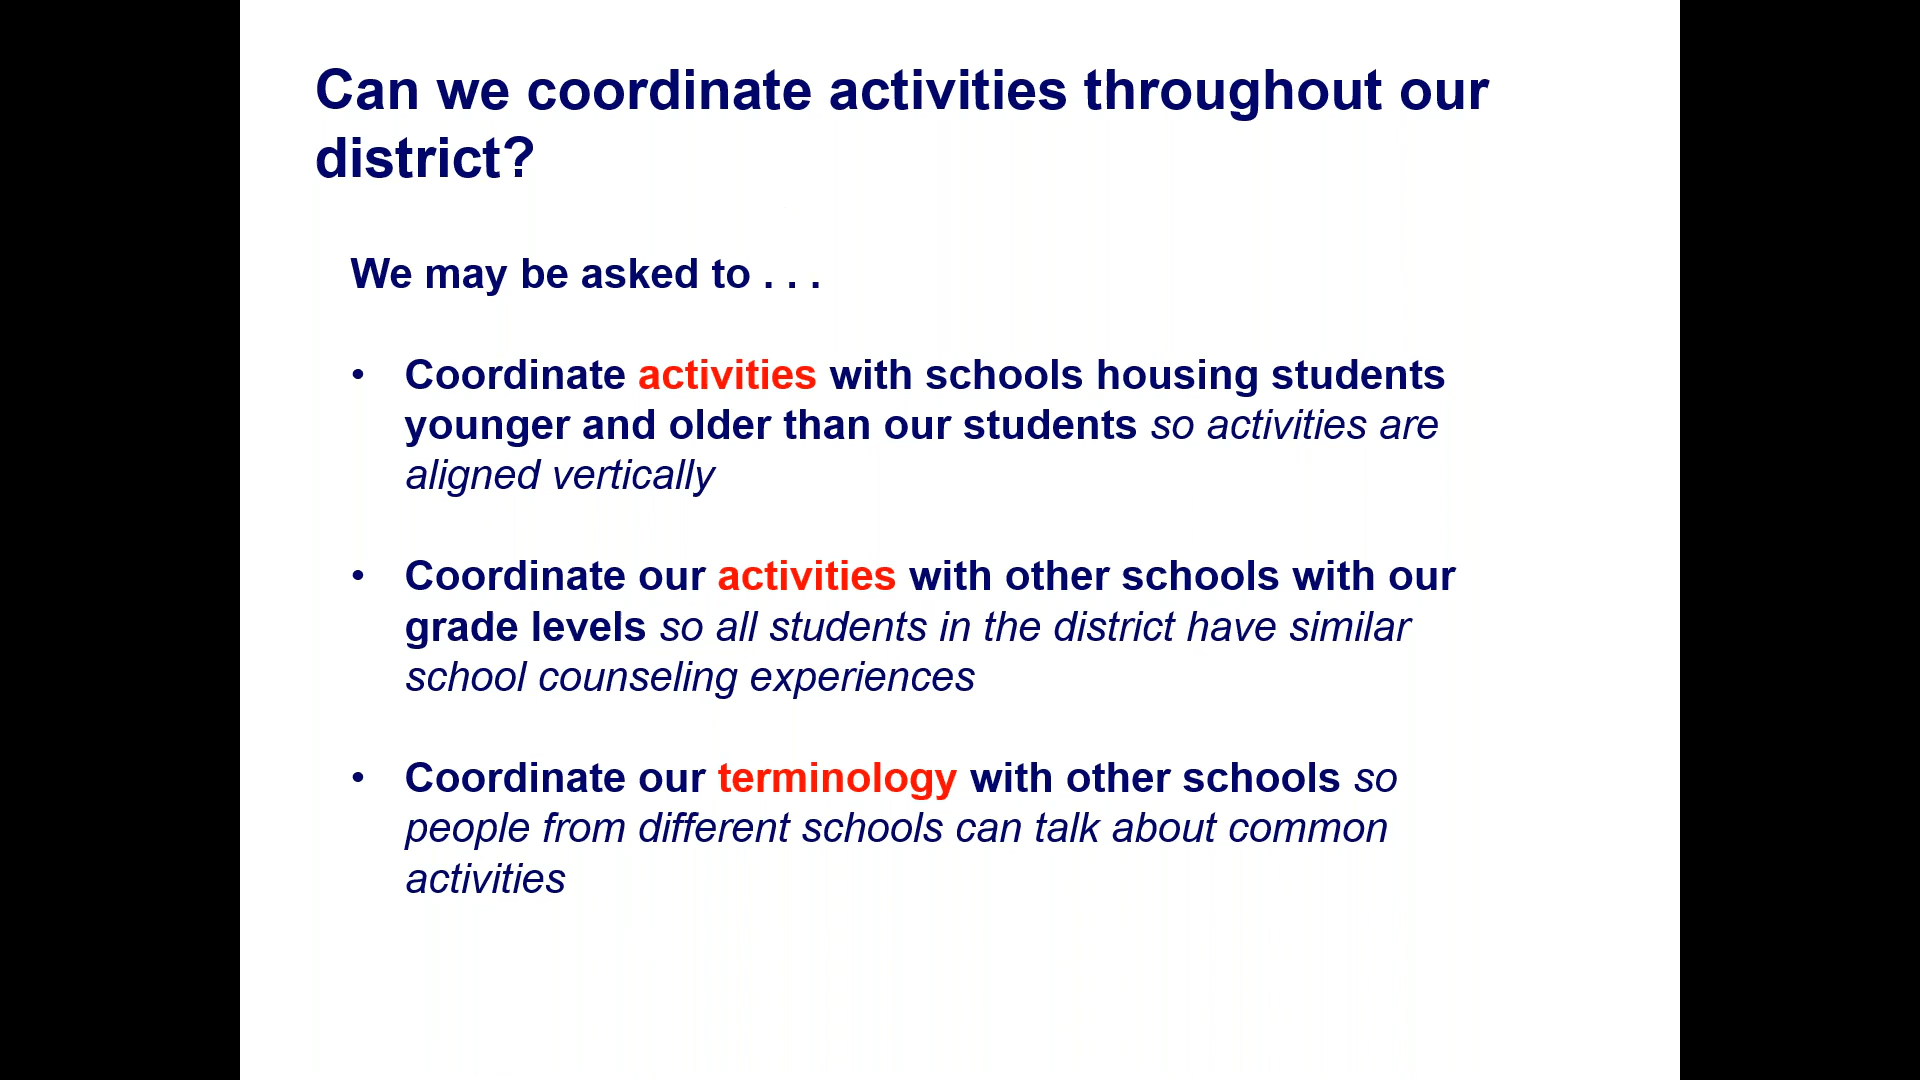 Can we coordinate activities throughout our
district?
We may be asked to . . .
• Coordinate activities with schools housing students
younger and older than our students so activities are
aligned vertically
• Coordinate our activities with other schools with our
grade levels so all students in the district have similar
school counseling experiences
• Coordinate our terminology with other schools so
people from different schools can talk about common
activities